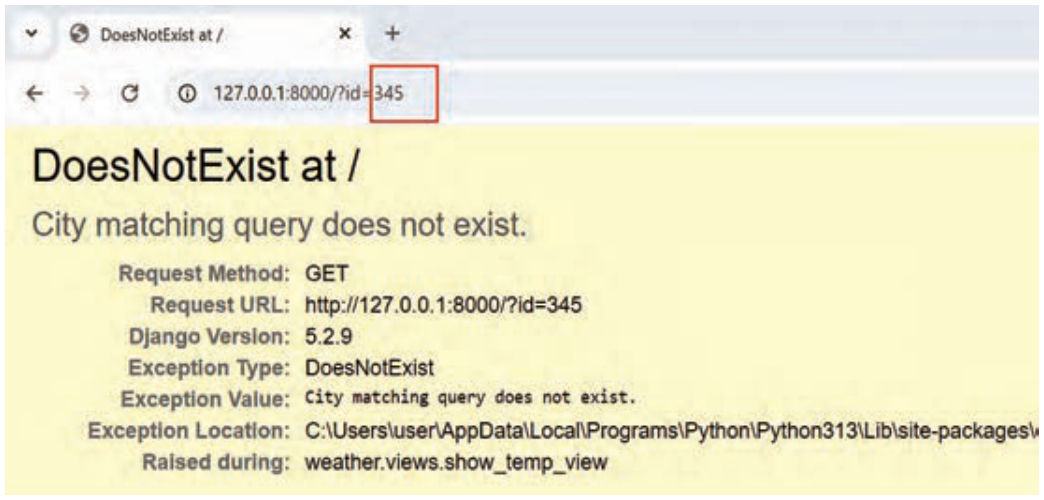 DoesNotExist at /
127.0.0.1:8000/?id=345
DoesNotExist at /
City matching query does not exist.
Request Method: GET
Request URL: http://127.0.0.1:8000/?id=345
Django Version: 5.2.9
Exception Type: DoesNotExist
Exception Value: City matching query does not exist.
Exception Location: C:\Users\user\AppData\Local\Programs\Python\Python313\Lib\site-packages\
Raised during: weather.views.show_temp_view